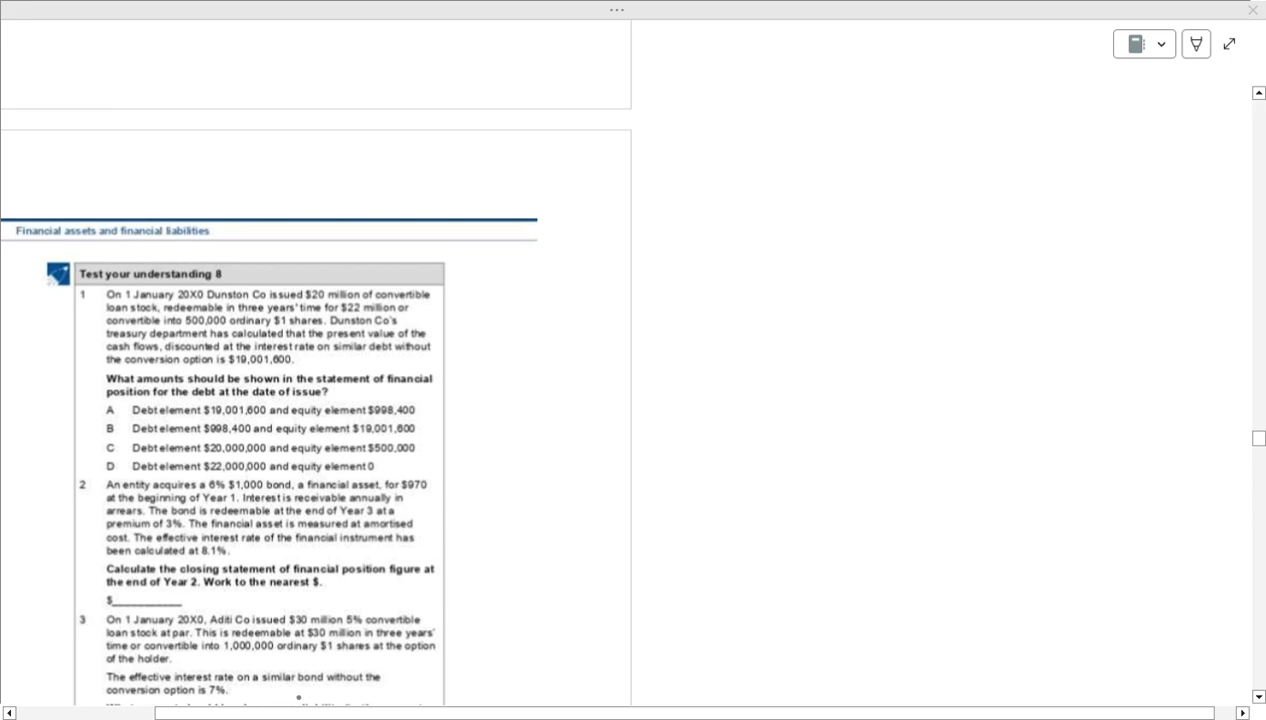 Financial assets and financial liabilities
Test your understanding 8
1 On 1 January 20X0 Dunston Co issued $20 million of convertible
loan stock, redeemable in three years' time for $22 million or
convertible into 500,000 ordinary $1 shares. Dunston Co's
treasury department has calculated that the present value of the
cash flows, discounted at the interest rate on similar debt without
the conversion option is $19,001,600.
What amounts should be shown in the statement of financial
position for the debt at the date of issue?
A Debt element $19,001,600 and equity element $998,400
B Debt element $998,400 and equity element $19,001,600
C Debt element $20,000,000 and equity element $500,000
D Debt element $22,000,000 and equity element 0
2 An entity acquires a 6% $1,000 bond, a financial asset, for $970
at the beginning of Year 1. Interest is receivable annually in
arrears. The bond is redeemable at the end of Year 3 at a
premium of 3%. The financial asset is measured at amortised
cost. The effective interest rate of the financial instrument has
been calculated at 8.1%.
Calculate the closing statement of financial position figure at
the end of Year 2. Work to the nearest $.
$___________
3 On 1 January 20X0, Aditi Co issued $30 million 5% convertible
loan stock at par. This is redeemable at $30 million in three years'
time or convertible into 1,000,000 ordinary $1 shares at the option
of the holder.
The effective interest rate on a similar bond without the
conversion option is 7%.